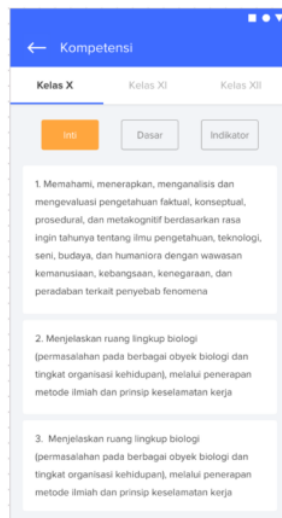 Kompetensi
Kelas X Kelas XI Kelas XII
Inti Dasar Indikator
1. Memahami, menerapkan, menganalisis dan
mengevaluasi pengetahuan faktual, konseptual,
prosedural, dan metakognitif berdasarkan rasa
ingin tahunya tentang ilmu pengetahuan, teknologi,
seni, budaya, dan humaniora dengan wawasan
kemanusiaan, kebangsaan, kenegaraan, dan
peradaban terkait penyebab fenomena
2. Menjelaskan ruang lingkup biologi
(permasalahan pada berbagai obyek biologi dan
tingkat organisasi kehidupan), melalui penerapan
metode ilmiah dan prinsip keselamatan kerja
3. Menjelaskan ruang lingkup biologi
(permasalahan pada berbagai obyek biologi dan
tingkat organisasi kehidupan), melalui penerapan
metode ilmiah dan prinsip keselamatan kerja